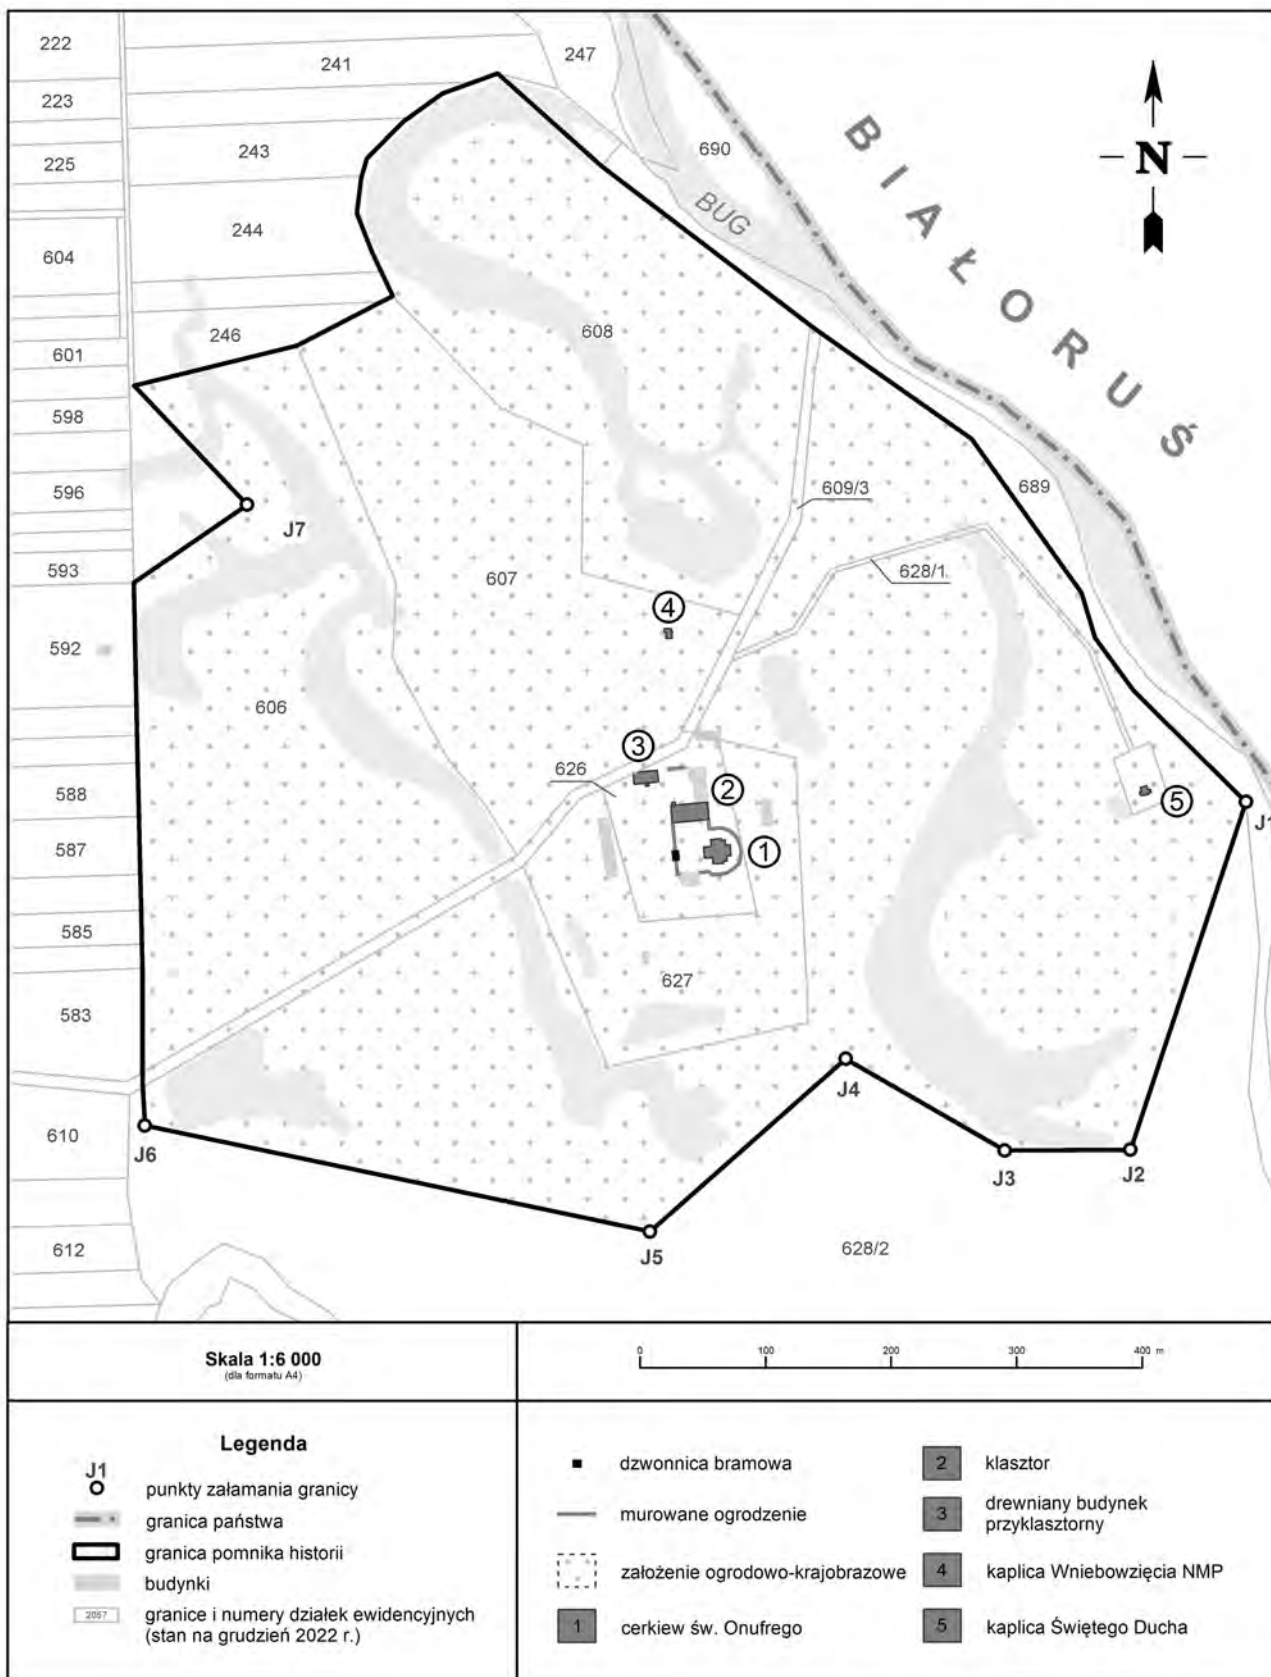 222
241
247
223
243
690
225
BUG
N
BIAŁORUŚ
244
604
246
608
601
598
596
609/3
689
J7
593
607
628/1
4
592
606
3
626
588
2
5
J1
587
1
585
627
583
J4
610
J6
J3
J2
612
J5
628/2
Skala 1:6 000
(dla formatu A4)
0 100 200 300 400 m
Legenda
J1
punkty załamania granicy
granica państwa
granica pomnika historii
budynki
2057
granice i numery działek ewidencyjnych
(stan na grudzień 2022 r.)
dzwonnica bramowa
murowane ogrodzenie
założenie ogrodowo-krajobrazowe
1 cerkiew św. Onufrego
2 klasztor
3 drewniany budynek
przyklasztorny
4 kaplica Wniebowzięcia NMP
5 kaplica Świętego Ducha